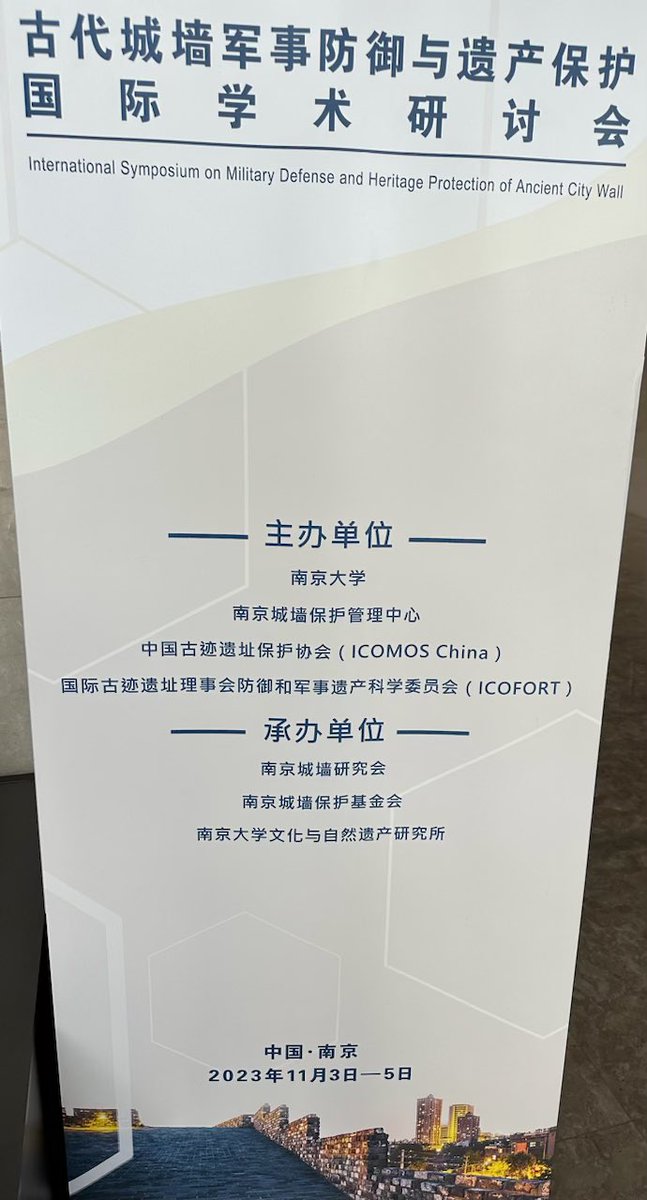 古代城墙军事防御与遗产保护
国际学术研讨会
International Symposium on Military Defense and Heritage Protection of Ancient City Wall
主办单位
南京大学
南京城墙保护管理中心
中国古迹遗址保护协会（ICOMOS China）
国际古迹遗址理事会防御和军事遗产科学委员会（ICOFORT）
承办单位
南京城墙研究会
南京城墙保护基金会
南京大学文化与自然遗产研究所
中国·南京
2023年11月3日—5日